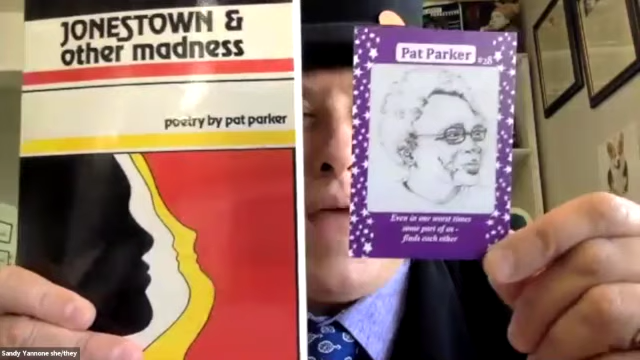 JONESTOWN &
other madness
poetry by pat parker
Pat Parker #28
Even in our worst times
some part of us -
finds each other
Sandy Yannone she/they